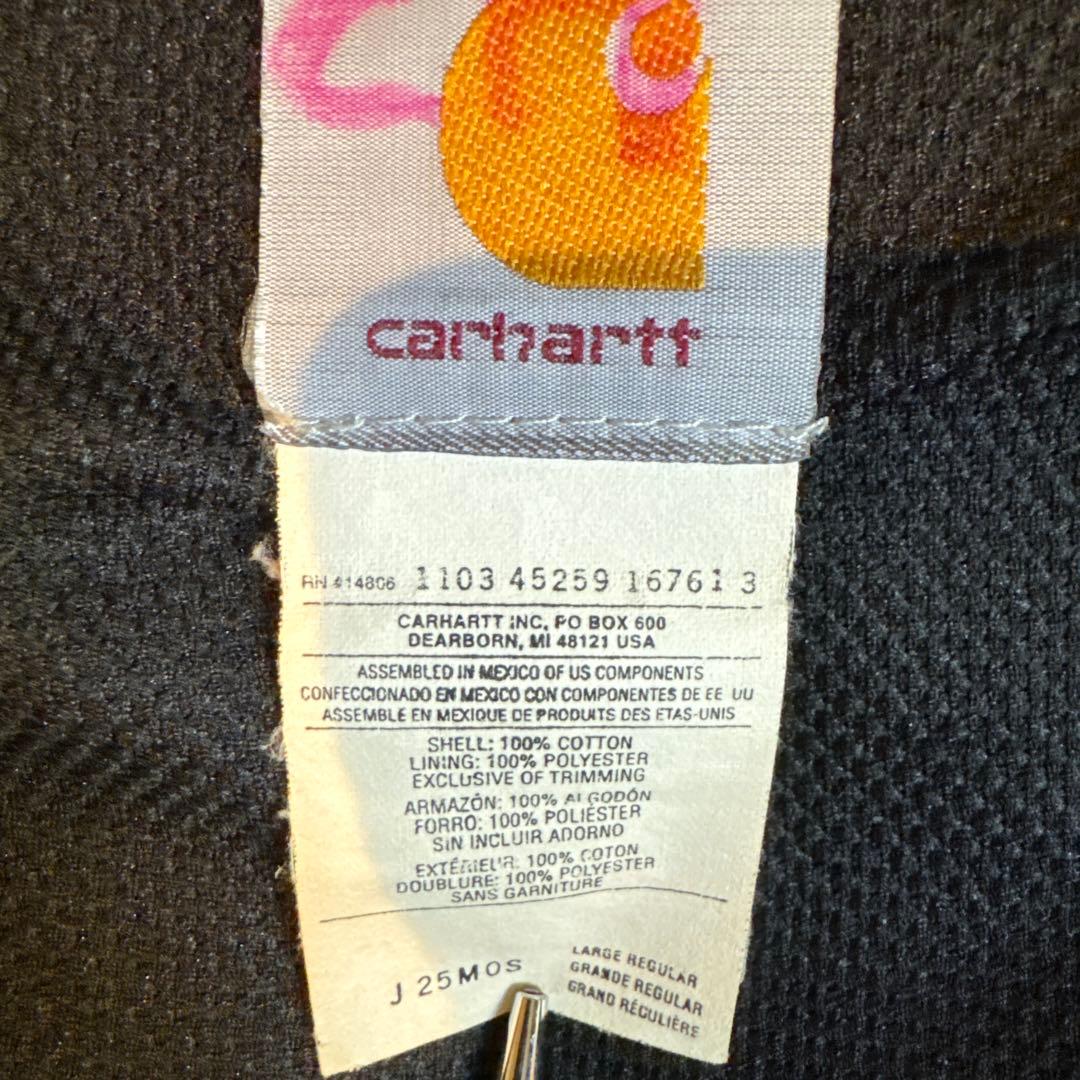 carhartt
RN #14806 1103 45259 16761 3
CARHARTT INC, PO BOX 600
DEARBORN, MI 48121 USA
ASSEMBLED IN MEXICO OF US COMPONENTS
CONFECCIONADO EN MEXICO CON COMPONENTES DE EE UU
ASSEMBLE EN MEXIQUE DE PRODUITS DES ETAS-UNIS
SHELL: 100% COTTON
LINING: 100% POLYESTER
EXCLUSIVE OF TRIMMING
ARMAZÓN: 100% ALGODÓN
FORRO: 100% POLIÉSTER
SIN INCLUIR ADORNO
EXTÉRIEUR: 100% COTON
DOUBLURE: 100% POLYESTER
SANS GARNITURE
J 25MOS
LARGE REGULAR
GRANDE REGULAR
GRAND RÉGULIÈRE